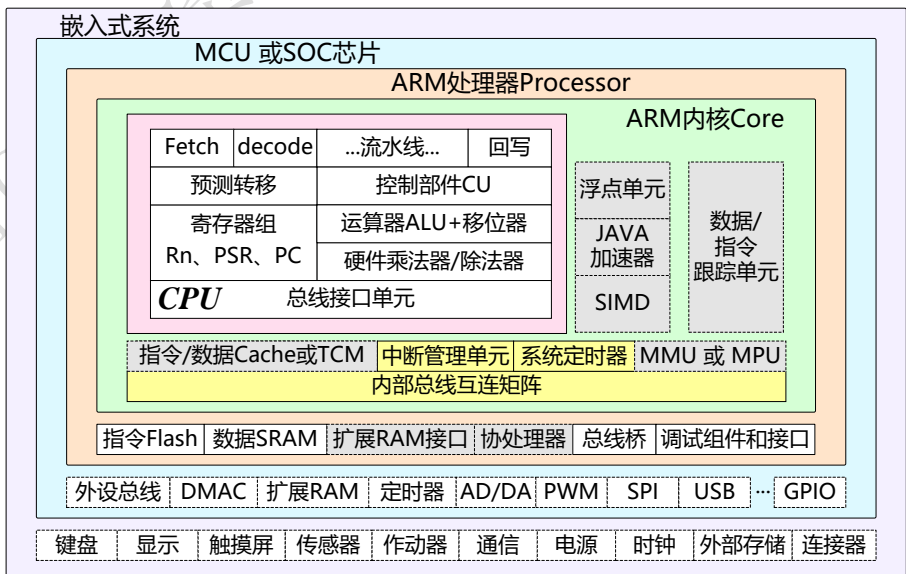 嵌入式系统
MCU 或SOC芯片
ARM处理器Processor
ARM内核Core
Fetch decode ...流水线... 回写
预测转移 控制部件CU
寄存器组 运算器ALU+移位器
Rn、PSR、PC 硬件乘法器/除法器
CPU 总线接口单元
浮点单元
JAVA
加速器
SIMD
数据/
指令
跟踪单元
指令/数据Cache或TCM 中断管理单元 系统定时器 MMU 或 MPU
内部总线互连矩阵
指令Flash 数据SRAM 扩展RAM接口 协处理器 总线桥 调试组件和接口
外设总线 DMAC 扩展RAM 定时器 AD/DA PWM SPI USB ... GPIO
键盘 显示 触摸屏 传感器 作动器 通信 电源 时钟 外部存储 连接器